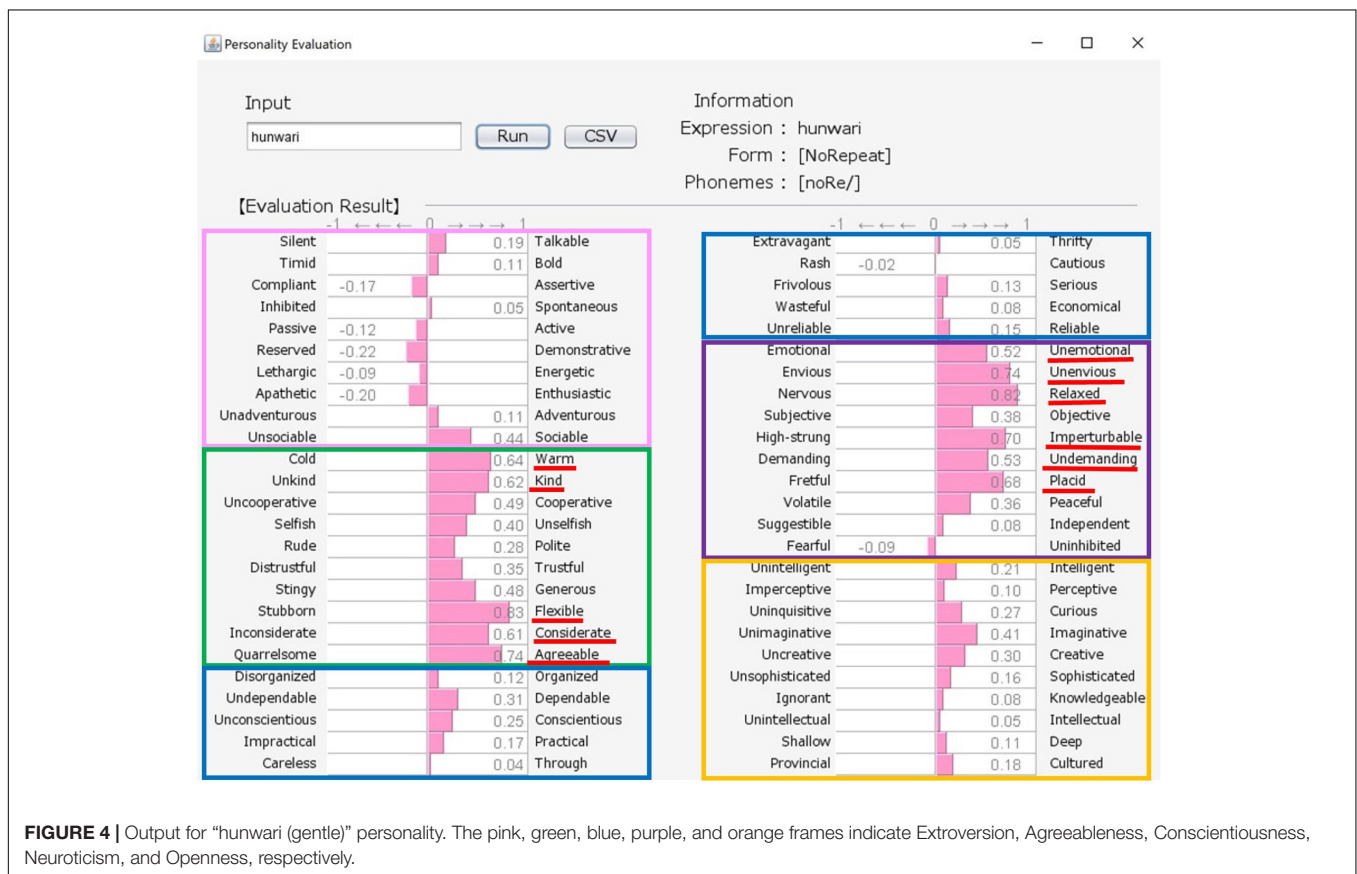 Personality Evaluation
Input
hunwari
Run
CSV
Information
Expression : hunwari
Form : [NoRepeat]
Phonemes : [noRe/]
【Evaluation Result】
-1 ←←← 0 →→→ 1
Silent 0.19 Talkable
Timid 0.11 Bold
Compliant -0.17 Assertive
Inhibited 0.05 Spontaneous
Passive -0.12 Active
Reserved -0.22 Demonstrative
Lethargic -0.09 Energetic
Apathetic -0.20 Enthusiastic
Unadventurous 0.11 Adventurous
Unsociable 0.44 Sociable
Cold 0.64 Warm
Unkind 0.62 Kind
Uncooperative 0.49 Cooperative
Selfish 0.40 Unselfish
Rude 0.28 Polite
Distrustful 0.35 Trustful
Stingy 0.48 Generous
Stubborn 0.83 Flexible
Inconsiderate 0.61 Considerate
Quarrelsome 0.74 Agreeable
Disorganized 0.12 Organized
Undependable 0.31 Dependable
Unconscientious 0.25 Conscientious
Impractical 0.17 Practical
Careless 0.04 Through
-1 ←←← 0 →→→ 1
Extravagant 0.05 Thrifty
Rash -0.02 Cautious
Frivolous 0.13 Serious
Wasteful 0.08 Economical
Unreliable 0.15 Reliable
Emotional 0.52 Unemotional
Envious 0.74 Unenvious
Nervous 0.82 Relaxed
Subjective 0.38 Objective
High-strung 0.70 Imperturbable
Demanding 0.53 Undemanding
Fretful 0.68 Placid
Volatile 0.36 Peaceful
Suggestible 0.08 Independent
Fearful -0.09 Uninhibited
Unintelligent 0.21 Intelligent
Imperceptive 0.10 Perceptive
Uninquisitive 0.27 Curious
Unimaginative 0.41 Imaginative
Uncreative 0.30 Creative
Unsophisticated 0.16 Sophisticated
Ignorant 0.08 Knowledgeable
Unintellectual 0.05 Intellectual
Shallow 0.11 Deep
Provincial 0.18 Cultured
FIGURE 4 | Output for “hunwari (gentle)” personality. The pink, green, blue, purple, and orange frames indicate Extroversion, Agreeableness, Conscientiousness,
Neuroticism, and Openness, respectively.